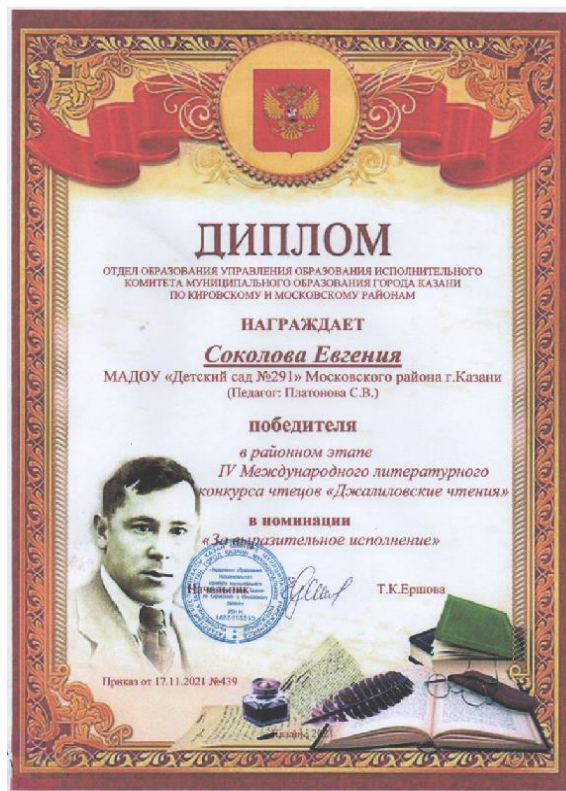 ДИПЛОМ
ОТДЕЛ ОБРАЗОВАНИЯ УПРАВЛЕНИЯ ОБРАЗОВАНИЯ ИСПОЛНИТЕЛЬНОГО
КОМИТЕТА МУНИЦИПАЛЬНОГО ОБРАЗОВАНИЯ ГОРОДА КАЗАНИ
ПО КИРОВСКОМУ И МОСКОВСКОМУ РАЙОНАМ
НАГРАЖДАЕТ
Соколова Евгения
МАДОУ «Детский сад №291» Московского района г.Казани
(Педагог: Платонова С.В.)
победителя
в районном этапе
IV Международного литературного
конкурса чтецов «Джалиловские чтения»
в номинации
«За выразительное исполнение»
Начальник Т.К.Ершова
Приказ от 17.11.2021 №439